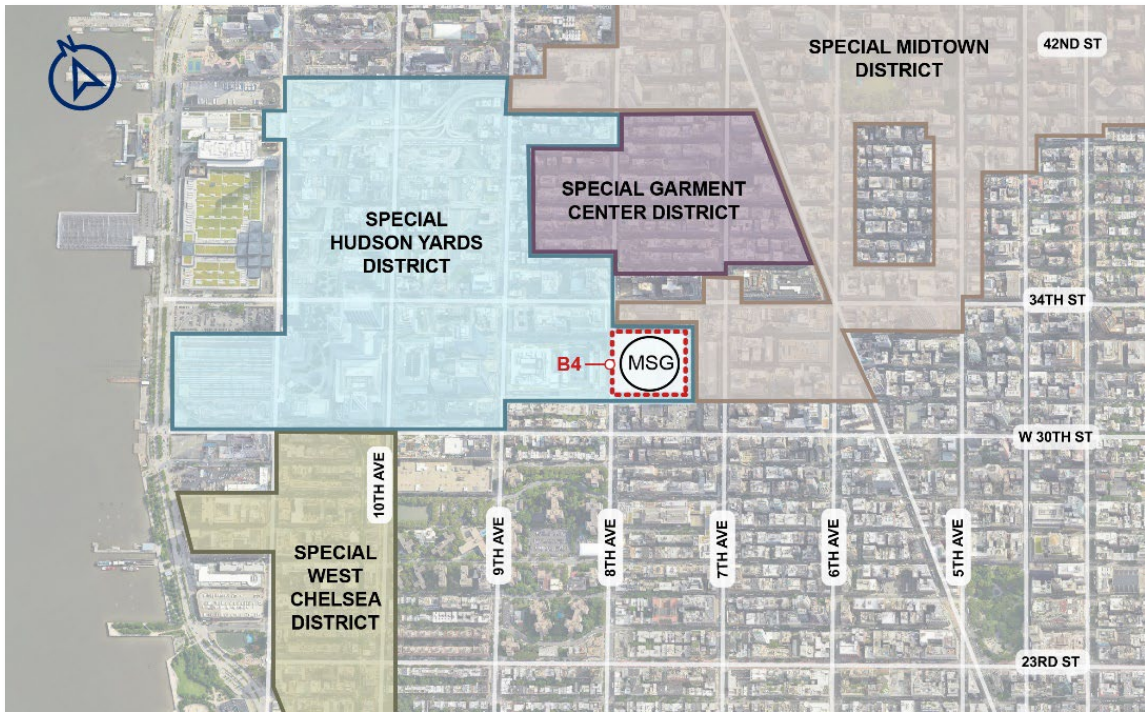 N
SPECIAL MIDTOWN
DISTRICT
42ND ST
SPECIAL GARMENT
CENTER DISTRICT
SPECIAL
HUDSON YARDS
DISTRICT
34TH ST
B4
MSG
W 30TH ST
10TH AVE
9TH AVE
8TH AVE
7TH AVE
6TH AVE
5TH AVE
SPECIAL
WEST
CHELSEA
DISTRICT
23RD ST